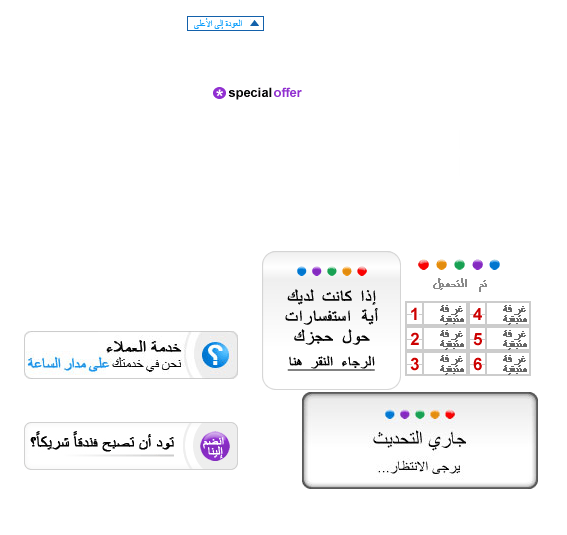 العودة إلى الأعلى
special offer
إذا كانت لديك
أية استفسارات
حول حجزك
الرجاء النقر هنا
تم التحميل
1 غرفة متبقية
4 غرفة متبقية
2 غرفة متبقية
5 غرفة متبقية
3 غرفة متبقية
6 غرفة متبقية
خدمة العملاء
نحن في خدمتك على مدار الساعة
جاري التحديث
يرجى الانتظار...
انضم
إلينا
تود أن تصبح فندقاً شريكاً؟